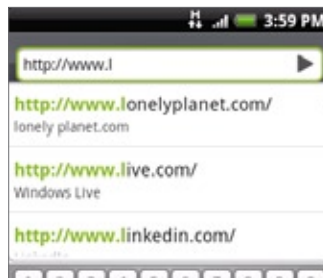 H
3:59 PM
http://www.l
http://www.lonelyplanet.com/
lonely planet.com
http://www.live.com/
Windows Live
http://www.linkedin.com/